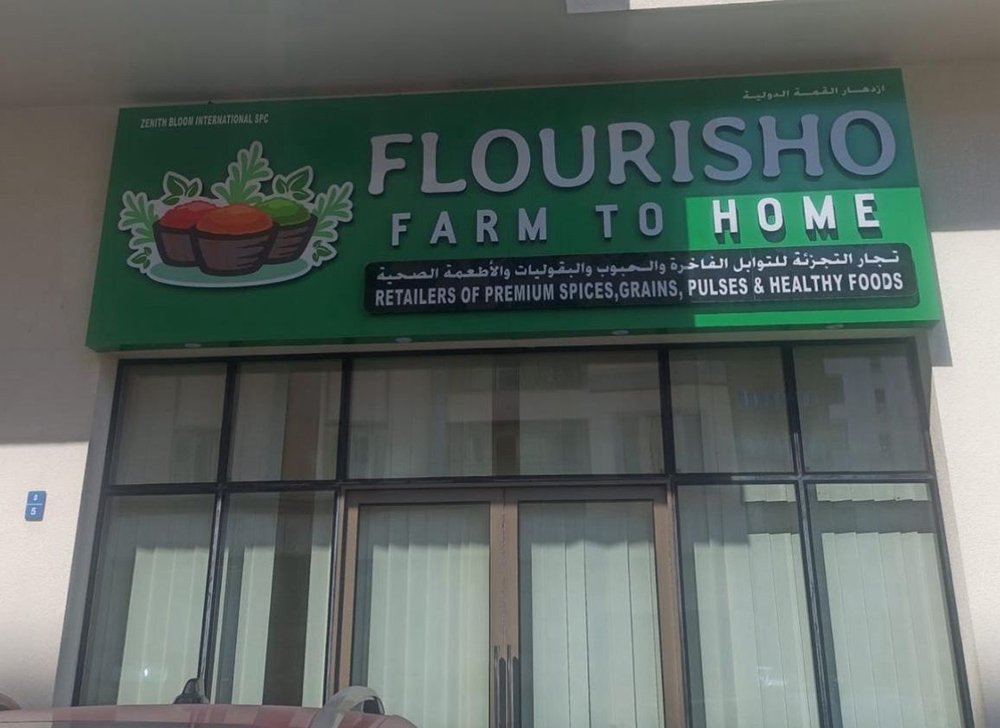 ازدهار القمة الدولية
ZENITH BLOOM INTERNATIONAL SPC
FLOURISHO
FARM TO HOME
تجار التجزئة للتوابل الفاخرة والحبوب والبقوليات والأطعمة الصحية
RETAILERS OF PREMIUM SPICES,GRAINS, PULSES & HEALTHY FOODS
5